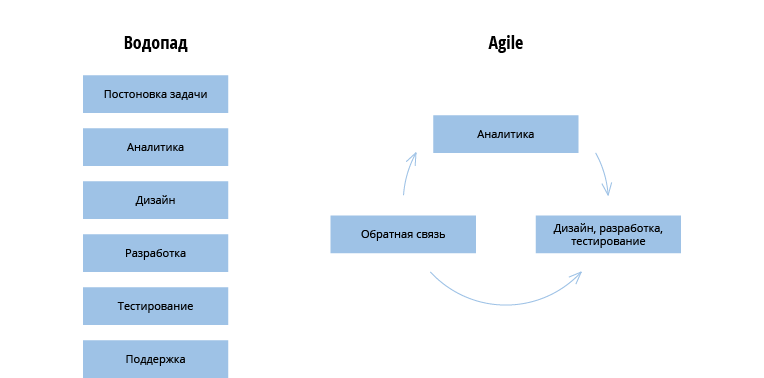 Водопад
Постоновка задачи
Аналитика
Дизайн
Разработка
Тестирование
Поддержка
Agile
Аналитика
Обратная связь
Дизайн, разработка,
тестирование